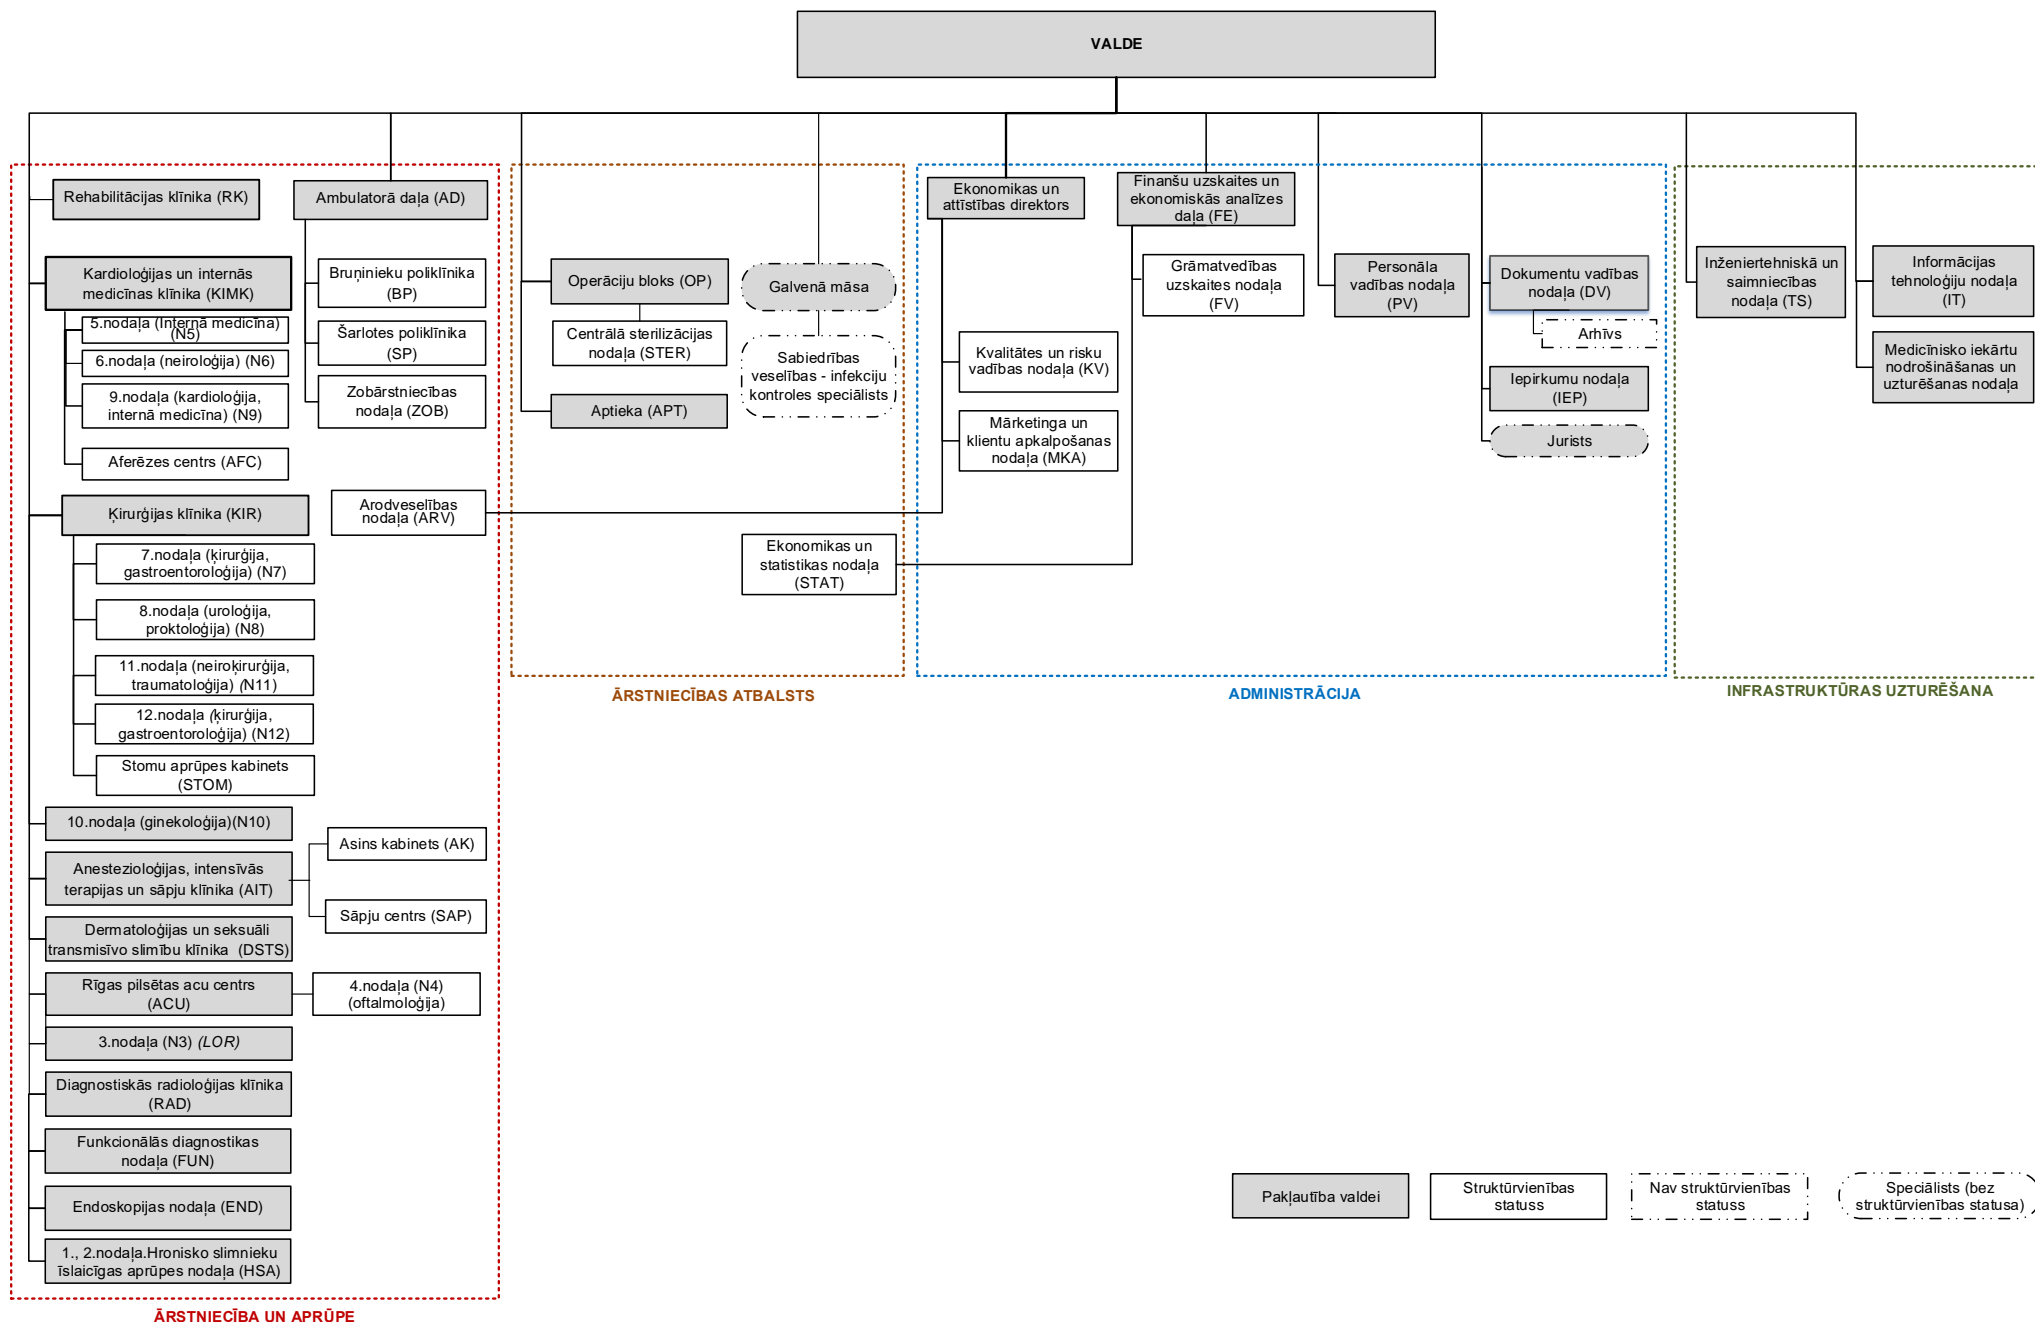 VALDE
Rehabilitācijas klīnika (RK)
Kardioloģijas un internās
medicīnas klīnika (KIMK)
5.nodaļa (Internā medicīna)
(N5)
6.nodaļa (neiroloģija) (N6)
9.nodaļa (kardioloģija,
internā medicīna) (N9)
Aferēzes centrs (AFC)
Ambulatorā daļa (AD)
Bruņinieku poliklīnika
(BP)
Šarlotes poliklīnika
(SP)
Zobārstniecības
nodaļa (ZOB)
Ķirurģijas klīnika (KIR)
Arodveselības
nodaļa (ARV)
7.nodaļa (ķirurģija,
gastroentoroloģija) (N7)
8.nodaļa (uroloģija,
proktoloģija) (N8)
11.nodaļa (neiroķirurģija,
traumatoloģija) (N11)
12.nodaļa (ķirurģija,
gastroentoroloģija) (N12)
Stomu aprūpes kabinets
(STOM)
10.nodaļa (ginekoloģija)(N10)
Anestezioloģijas, intensīvās
terapijas un sāpju klīnika (AIT)
Asins kabinets (AK)
Sāpju centrs (SAP)
Dermatoloģijas un seksuāli
transmisīvo slimību klīnika (DSTS)
Rīgas pilsētas acu centrs
(ACU)
4.nodaļa (N4)
(oftalmoloģija)
3.nodaļa (N3) (LOR)
Diagnostiskās radioloģijas klīnika
(RAD)
Funkcionālās diagnostikas
nodaļa (FUN)
Endoskopijas nodaļa (END)
1., 2.nodaļa.Hronisko slimnieku
īslaicīgas aprūpes nodaļa (HSA)
ĀRSTNIECĪBA UN APRŪPE
Operāciju bloks (OP)
Centrālā sterilizācijas
nodaļa (STER)
Aptieka (APT)
Galvenā māsa
Sabiedrības
veselības - infekciju
kontroles speciālists
Ekonomikas un
statistikas nodaļa
(STAT)
ĀRSTNIECĪBAS ATBALSTS
Ekonomikas un
attīstības direktors
Kvalitātes un risku
vadības nodaļa (KV)
Mārketinga un
klientu apkalpošanas
nodaļa (MKA)
Finanšu uzskaites un
ekonomiskās analīzes
daļa (FE)
Grāmatvedības
uzskaites nodaļa
(FV)
Personāla
vadības nodaļa
(PV)
Dokumentu vadības
nodaļa (DV)
Arhīvs
Iepirkumu nodaļa
(IEP)
Jurists
ADMINISTRĀCIJA
Inženiertehniskā un
saimniecības
nodaļa (TS)
Informācijas
tehnoloģiju nodaļa
(IT)
Medicīnisko iekārtu
nodrošināšanas un
uzturēšanas nodaļa
INFRASTRUKTŪRAS UZTURĒŠANA
Pakļautība valdei
Struktūrvienības
statuss
Nav struktūrvienības
statuss
Speciālists (bez
struktūrvienības statusa)